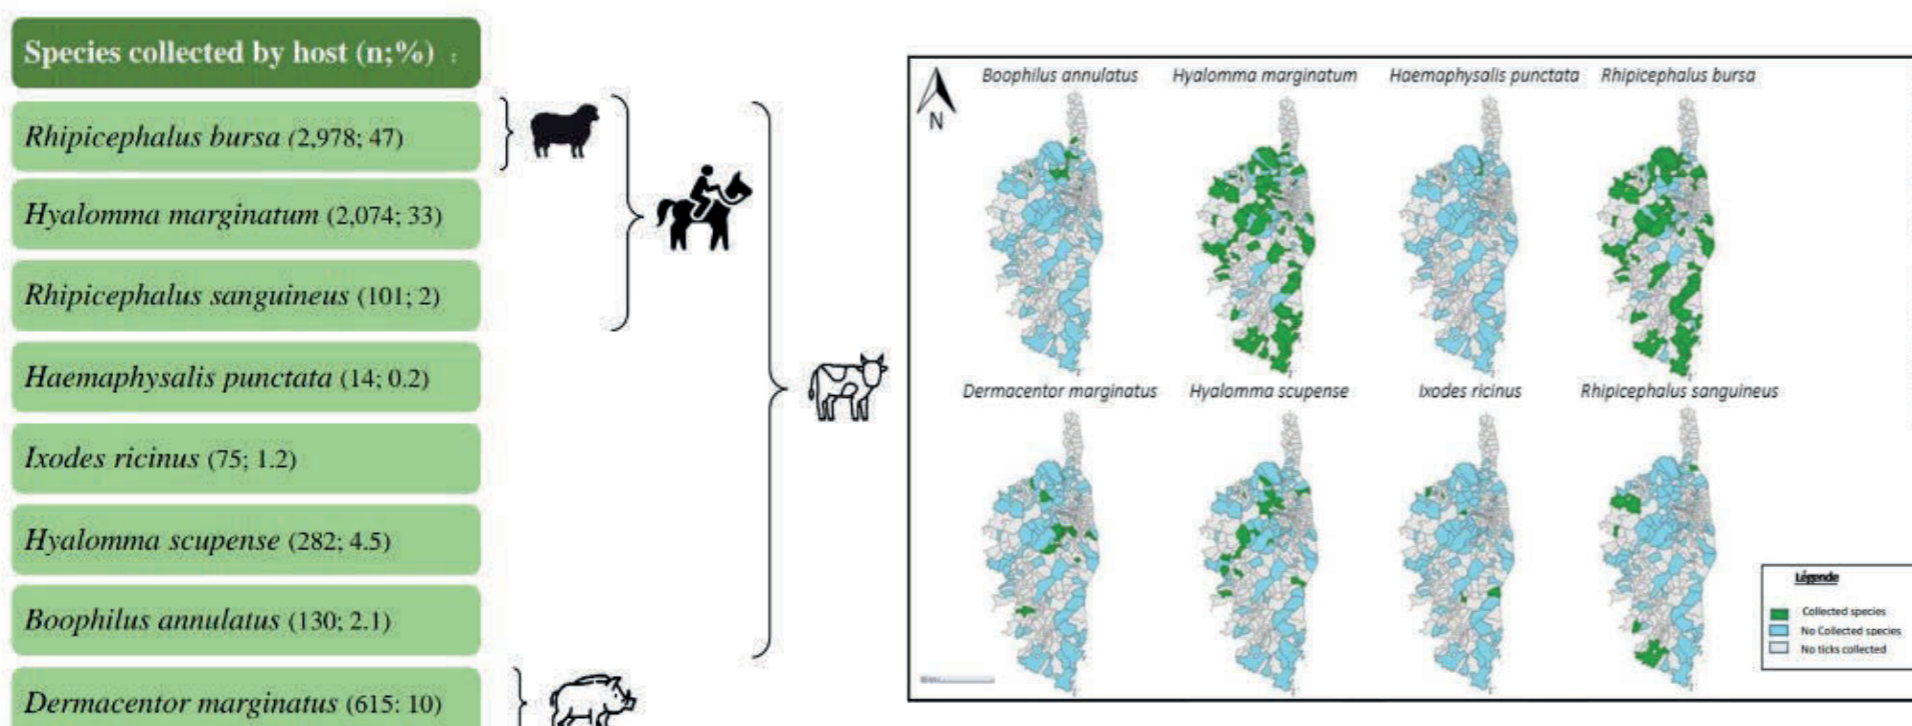 Species collected by host (n;%) :
Rhipicephalus bursa (2,978; 47)
Hyalomma marginatum (2,074; 33)
Rhipicephalus sanguineus (101; 2)
Haemaphysalis punctata (14; 0.2)
Ixodes ricinus (75; 1.2)
Hyalomma scupense (282; 4.5)
Boophilus annulatus (130; 2.1)
Dermacentor marginatus (615: 10)
N
Boophilus annulatus
Hyalomma marginatum
Haemaphysalis punctata
Rhipicephalus bursa
Dermacentor marginatus
Hyalomma scupense
Ixodes ricinus
Rhipicephalus sanguineus
Légende
Collected species
No Collected species
No ticks collected